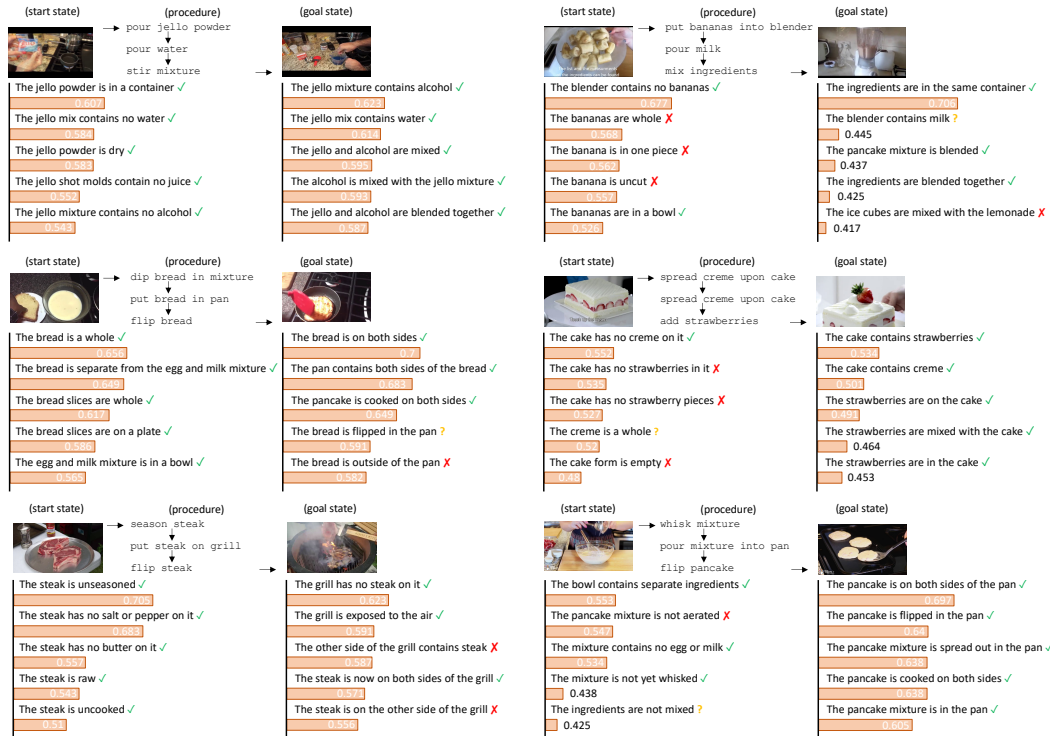 (start state) (procedure) (goal state)
pour jello powder
pour water
stir mixture
The jello powder is in a container ✓
0.607
The jello mix contains no water ✓
0.584
The jello powder is dry ✓
0.583
The jello shot molds contain no juice ✓
0.552
The jello mixture contains no alcohol ✓
0.543
The jello mixture contains alcohol ✓
0.623
The jello mix contains water ✓
0.614
The jello and alcohol are mixed ✓
0.595
The alcohol is mixed with the jello mixture ✓
0.593
The jello and alcohol are blended together ✓
0.587
(start state) (procedure) (goal state)
put bananas into blender
pour milk
mix ingredients
The blender contains no bananas ✓
0.677
The bananas are whole ✗
0.568
The banana is in one piece ✗
0.562
The banana is uncut ✗
0.557
The bananas are in a bowl ✓
0.526
The ingredients are in the same container ✓
0.706
The blender contains milk ?
0.445
The pancake mixture is blended ✓
0.437
The ingredients are blended together ✓
0.425
The ice cubes are mixed with the lemonade ✗
0.417
(start state) (procedure) (goal state)
dip bread in mixture
put bread in pan
flip bread
The bread is a whole ✓
0.656
The bread is separate from the egg and milk mixture ✓
0.649
The bread slices are whole ✓
0.617
The bread slices are on a plate ✓
0.586
The egg and milk mixture is in a bowl ✓
0.565
The bread is on both sides ✓
0.7
The pan contains both sides of the bread ✓
0.683
The pancake is cooked on both sides ✓
0.649
The bread is flipped in the pan ?
0.591
The bread is outside of the pan ✗
0.582
(start state) (procedure) (goal state)
spread creme upon cake
spread creme upon cake
add strawberries
The cake has no creme on it ✓
0.552
The cake has no strawberries in it ✗
0.535
The cake has no strawberry pieces ✗
0.527
The creme is a whole ?
0.52
The cake form is empty ✗
0.48
The cake contains strawberries ✓
0.534
The cake contains creme ✓
0.501
The strawberries are on the cake ✓
0.491
The strawberries are mixed with the cake ✓
0.464
The strawberries are in the cake ✓
0.453
(start state) (procedure) (goal state)
season steak
put steak on grill
flip steak
The steak is unseasoned ✓
0.705
The steak has no salt or pepper on it ✓
0.683
The steak has no butter on it ✓
0.557
The steak is raw ✓
0.543
The steak is uncooked ✓
0.51
The grill has no steak on it ✓
0.623
The grill is exposed to the air ✓
0.591
The other side of the grill contains steak ✗
0.587
The steak is now on both sides of the grill ✓
0.571
The steak is on the other side of the grill ✗
0.556
(start state) (procedure) (goal state)
whisk mixture
pour mixture into pan
flip pancake
The bowl contains separate ingredients ✓
0.553
The pancake mixture is not aerated ✗
0.547
The mixture contains no egg or milk ✓
0.534
The mixture is not yet whisked ✓
0.438
The ingredients are not mixed ?
0.425
The pancake is on both sides of the pan ✓
0.697
The pancake is flipped in the pan ✓
0.64
The pancake mixture is spread out in the pan ✓
0.638
The pancake is cooked on both sides ✓
0.638
The pancake mixture is in the pan ✓
0.605